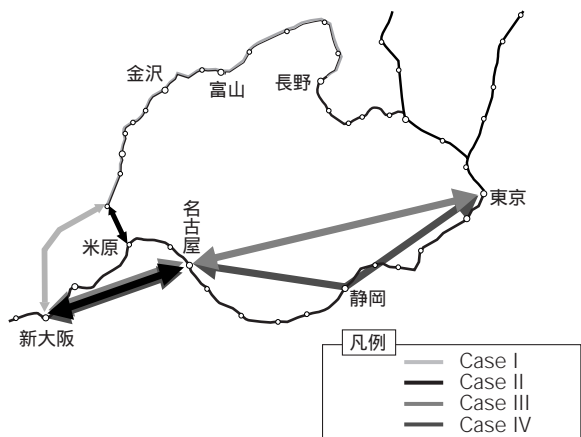 金沢
富山
長野
名古屋
東京
米原
静岡
新大阪
凡例
Case I
Case II
Case III
Case IV